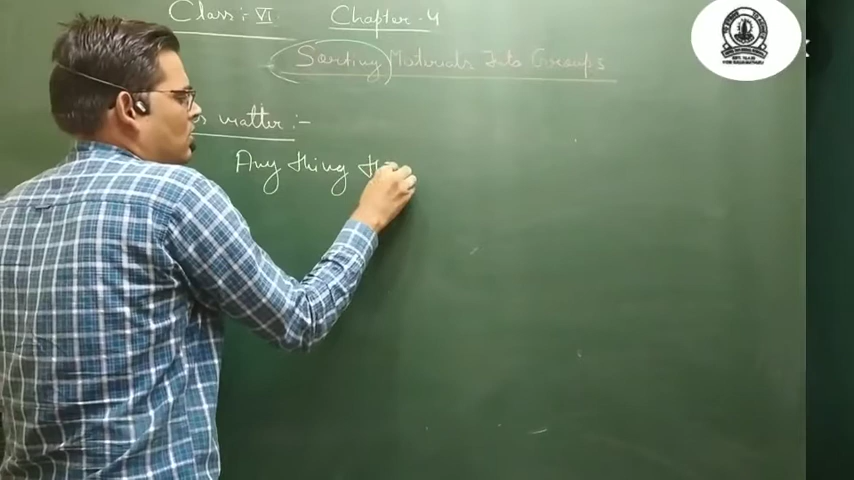 Class :- VI Chapter - 4
Sorting Materials Into Groups
matter :-
Any thing